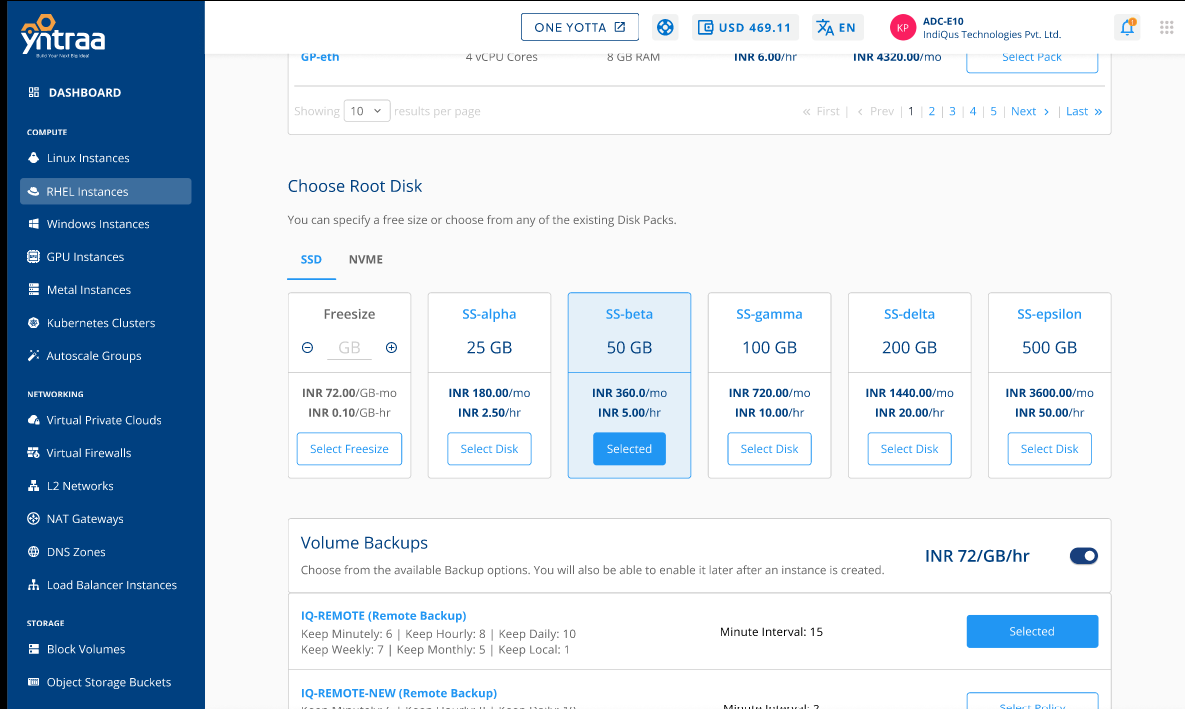 yntraa
Build Your Next Big Idea!
ONE YOTTA
USD 469.11
EN
KP
ADC-E10
IndiQus Technologies Pvt. Ltd.
1
DASHBOARD
COMPUTE
Linux Instances
RHEL Instances
Windows Instances
GPU Instances
Metal Instances
Kubernetes Clusters
Autoscale Groups
NETWORKING
Virtual Private Clouds
Virtual Firewalls
L2 Networks
NAT Gateways
DNS Zones
Load Balancer Instances
STORAGE
Block Volumes
Object Storage Buckets
GP-eth 4 vCPU Cores 8 GB RAM INR 6.00/hr INR 4320.00/mo Select Pack
Showing 10 results per page « First | ‹ Prev | 1 | 2 | 3 | 4 | 5 | Next › | Last »
Choose Root Disk
You can specify a free size or choose from any of the existing Disk Packs.
SSD NVME
Freesize
GB
INR 72.00/GB-mo
INR 0.10/GB-hr
Select Freesize
SS-alpha
25 GB
INR 180.00/mo
INR 2.50/hr
Select Disk
SS-beta
50 GB
INR 360.0/mo
INR 5.00/hr
Selected
SS-gamma
100 GB
INR 720.00/mo
INR 10.00/hr
Select Disk
SS-delta
200 GB
INR 1440.00/mo
INR 20.00/hr
Select Disk
SS-epsilon
500 GB
INR 3600.00/mo
INR 50.00/hr
Select Disk
Volume Backups
Choose from the available Backup options. You will also be able to enable it later after an instance is created.
INR 72/GB/hr
IQ-REMOTE (Remote Backup)
Keep Minutely: 6 | Keep Hourly: 8 | Keep Daily: 10
Keep Weekly: 7 | Keep Monthly: 5 | Keep Local: 1
Minute Interval: 15
Selected
IQ-REMOTE-NEW (Remote Backup)
Minute Interval: 2
Select Policy